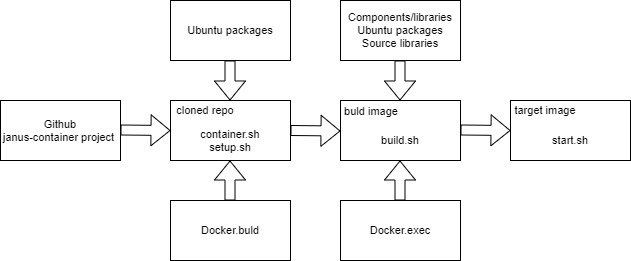 Ubuntu packages
Components/libraries
Ubuntu packages
Source libraries
Github
janus-container project
cloned repo
container.sh
setup.sh
buld image
build.sh
target image
start.sh
Docker.buld
Docker.exec